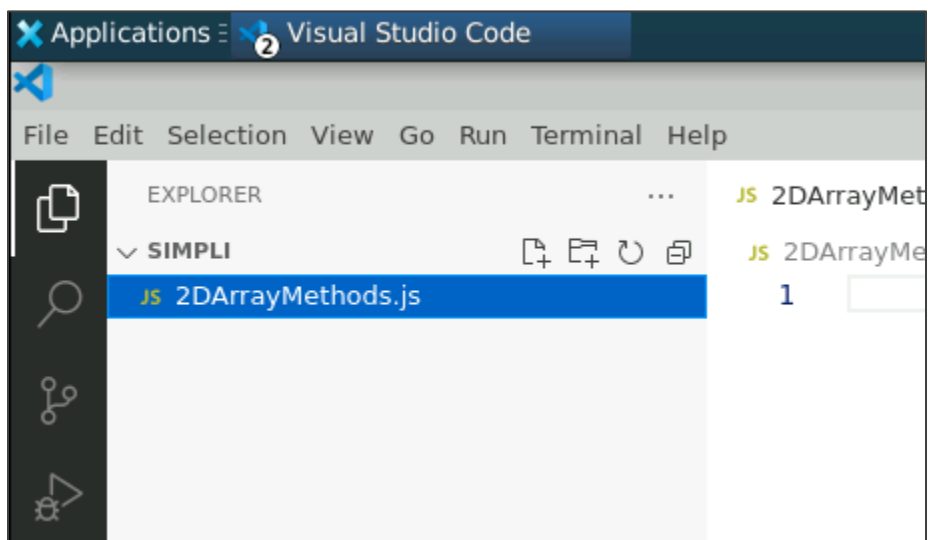 Applications
2 Visual Studio Code
File Edit Selection View Go Run Terminal Help
EXPLORER ...
SIMPLI
JS 2DArrayMethods.js
JS 2DArrayMet
JS 2DArrayMe
1